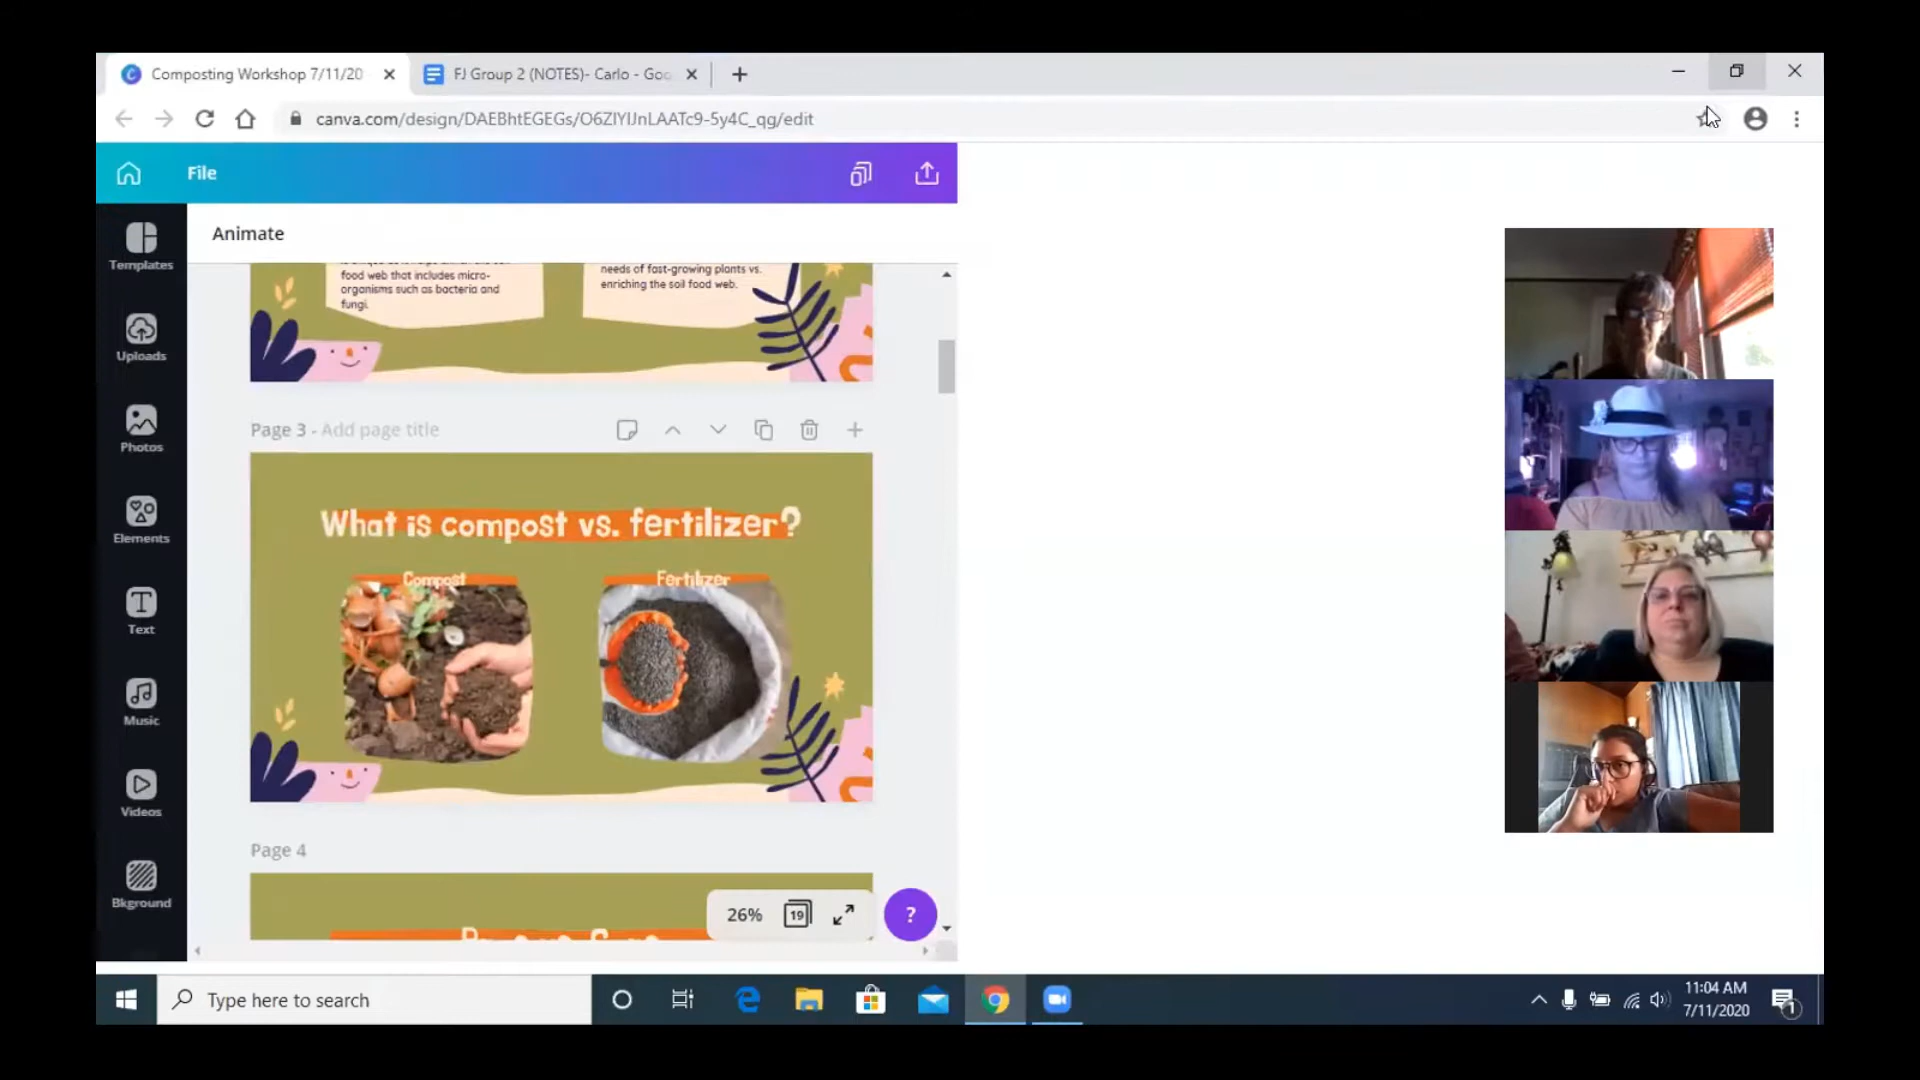 Composting Workshop 7/11/20
FJ Group 2 (NOTES)- Carlo - Goo
canva.com/design/DAEBhtEGEGs/O6ZIYIJnLAATc9-5y4C_qg/edit
File
Templates
Uploads
Photos
Elements
Text
Music
Videos
Bkground
Animate
food web that includes micro-
organisms such as bacteria and
fungi.
needs of fast-growing plants vs.
enriching the soil food web.
Page 3 - Add page title
What is compost vs. fertilizer?
Compost
Fertilizer
Page 4
26%
19
?
Type here to search
11:04 AM
7/11/2020
1